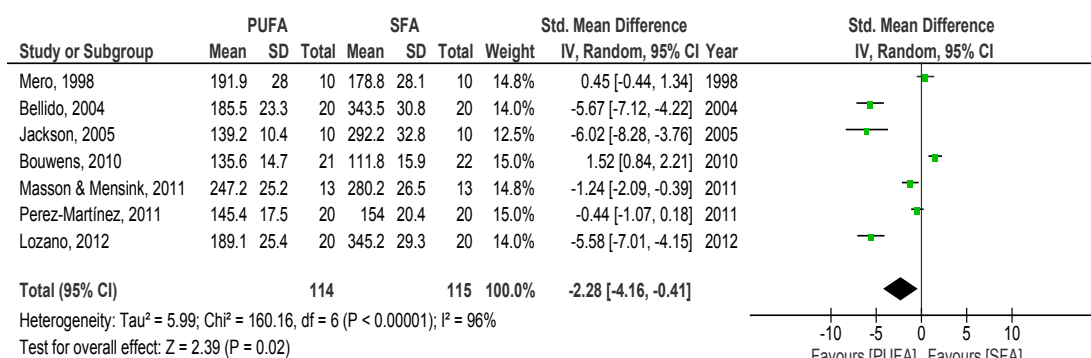 PUFA SFA Std. Mean Difference Std. Mean Difference
Study or Subgroup Mean SD Total Mean SD Total Weight IV, Random, 95% CI Year IV, Random, 95% CI
Mero, 1998 191.9 28 10 178.8 28.1 10 14.8% 0.45 [-0.44, 1.34] 1998
Bellido, 2004 185.5 23.3 20 343.5 30.8 20 14.0% -5.67 [-7.12, -4.22] 2004
Jackson, 2005 139.2 10.4 10 292.2 32.8 10 12.5% -6.02 [-8.28, -3.76] 2005
Bouwens, 2010 135.6 14.7 21 111.8 15.9 22 15.0% 1.52 [0.84, 2.21] 2010
Masson & Mensink, 2011 247.2 25.2 13 280.2 26.5 13 14.8% -1.24 [-2.09, -0.39] 2011
Perez-Martínez, 2011 145.4 17.5 20 154 20.4 20 15.0% -0.44 [-1.07, 0.18] 2011
Lozano, 2012 189.1 25.4 20 345.2 29.3 20 14.0% -5.58 [-7.01, -4.15] 2012
Total (95% CI) 114 115 100.0% -2.28 [-4.16, -0.41]
Heterogeneity: Tau² = 5.99; Chi² = 160.16, df = 6 (P < 0.00001); I² = 96%
Test for overall effect: Z = 2.39 (P = 0.02)
-10 -5 0 5 10
Favours [PUFA] Favours [SFA]